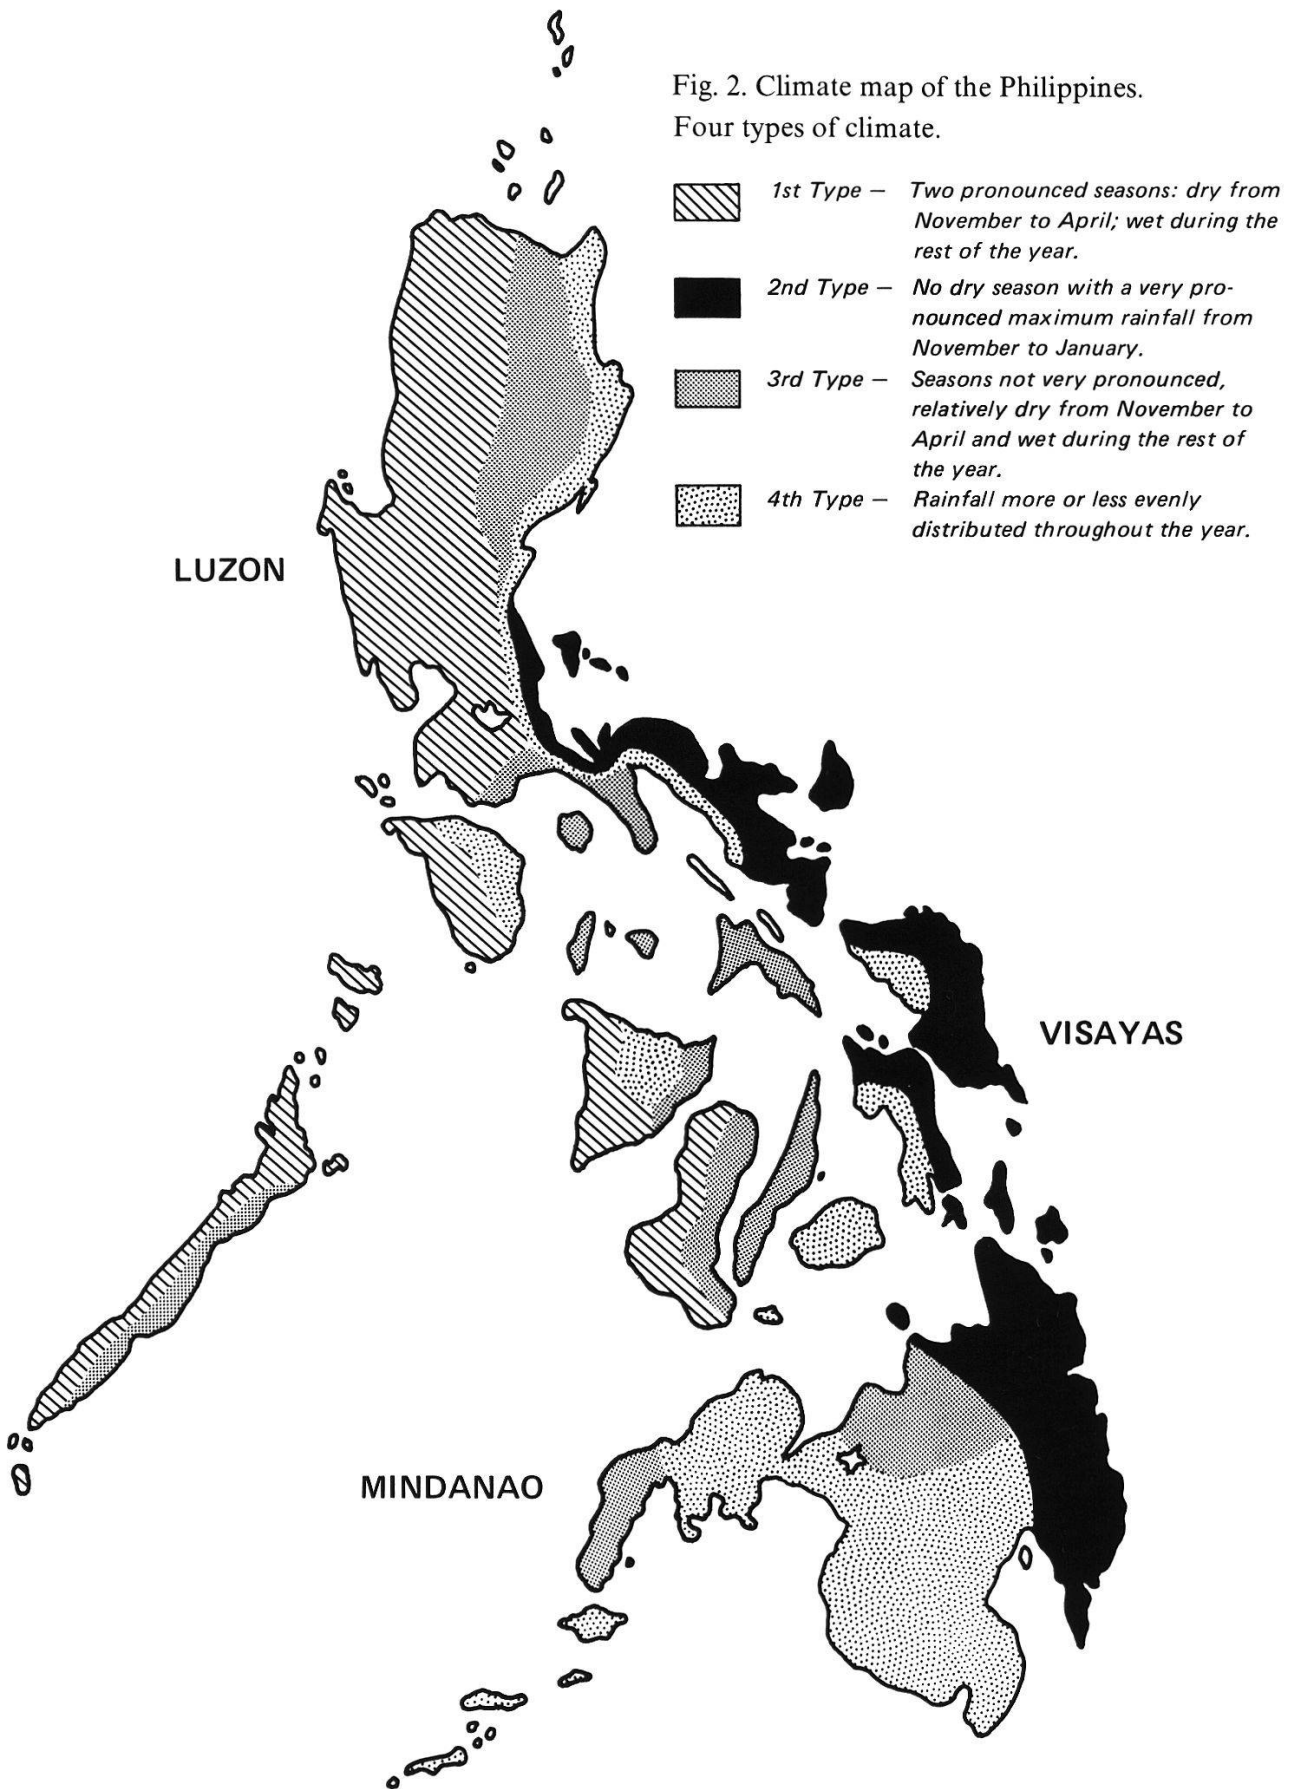 Fig. 2. Climate map of the Philippines.
Four types of climate.
1st Type – Two pronounced seasons: dry from
November to April; wet during the
rest of the year.
2nd Type – No dry season with a very pro-
nounced maximum rainfall from
November to January.
3rd Type – Seasons not very pronounced,
relatively dry from November to
April and wet during the rest of
the year.
4th Type – Rainfall more or less evenly
distributed throughout the year.
LUZON
VISAYAS
MINDANAO